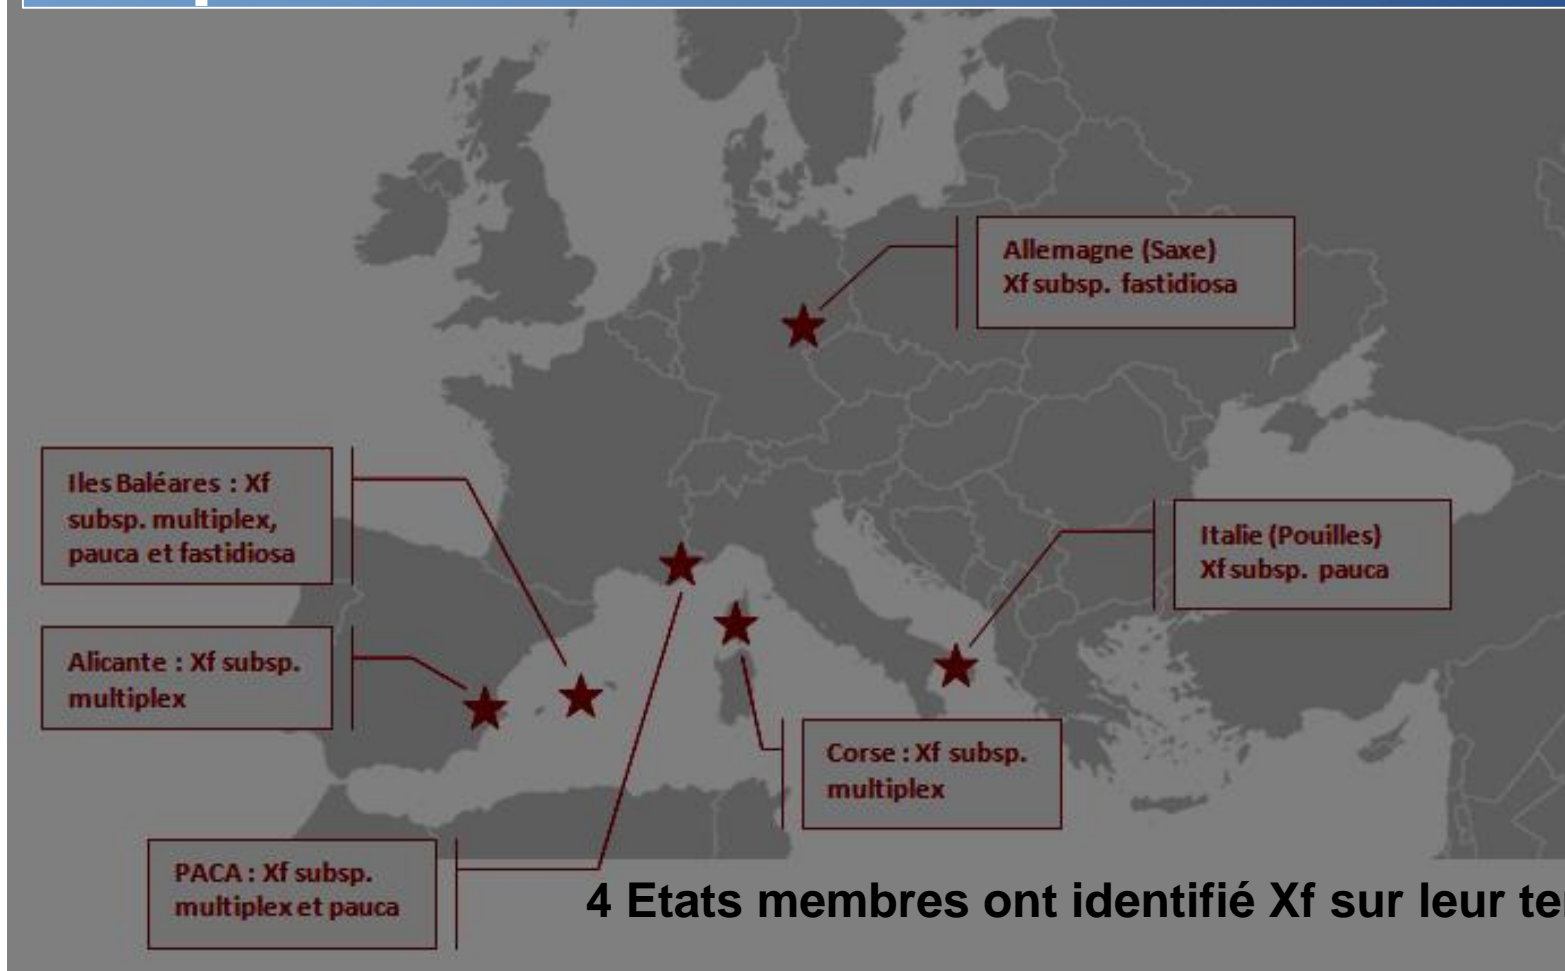 Allemagne (Saxe)
Xf subsp. fastidiosa
Iles Baléares : Xf
subsp. multiplex,
pauca et fastidiosa
Italie (Pouilles)
Xf subsp. pauca
Alicante : Xf subsp.
multiplex
Corse : Xf subsp.
multiplex
PACA : Xf subsp.
multiplex et pauca
4 Etats membres ont identifié Xf sur leur